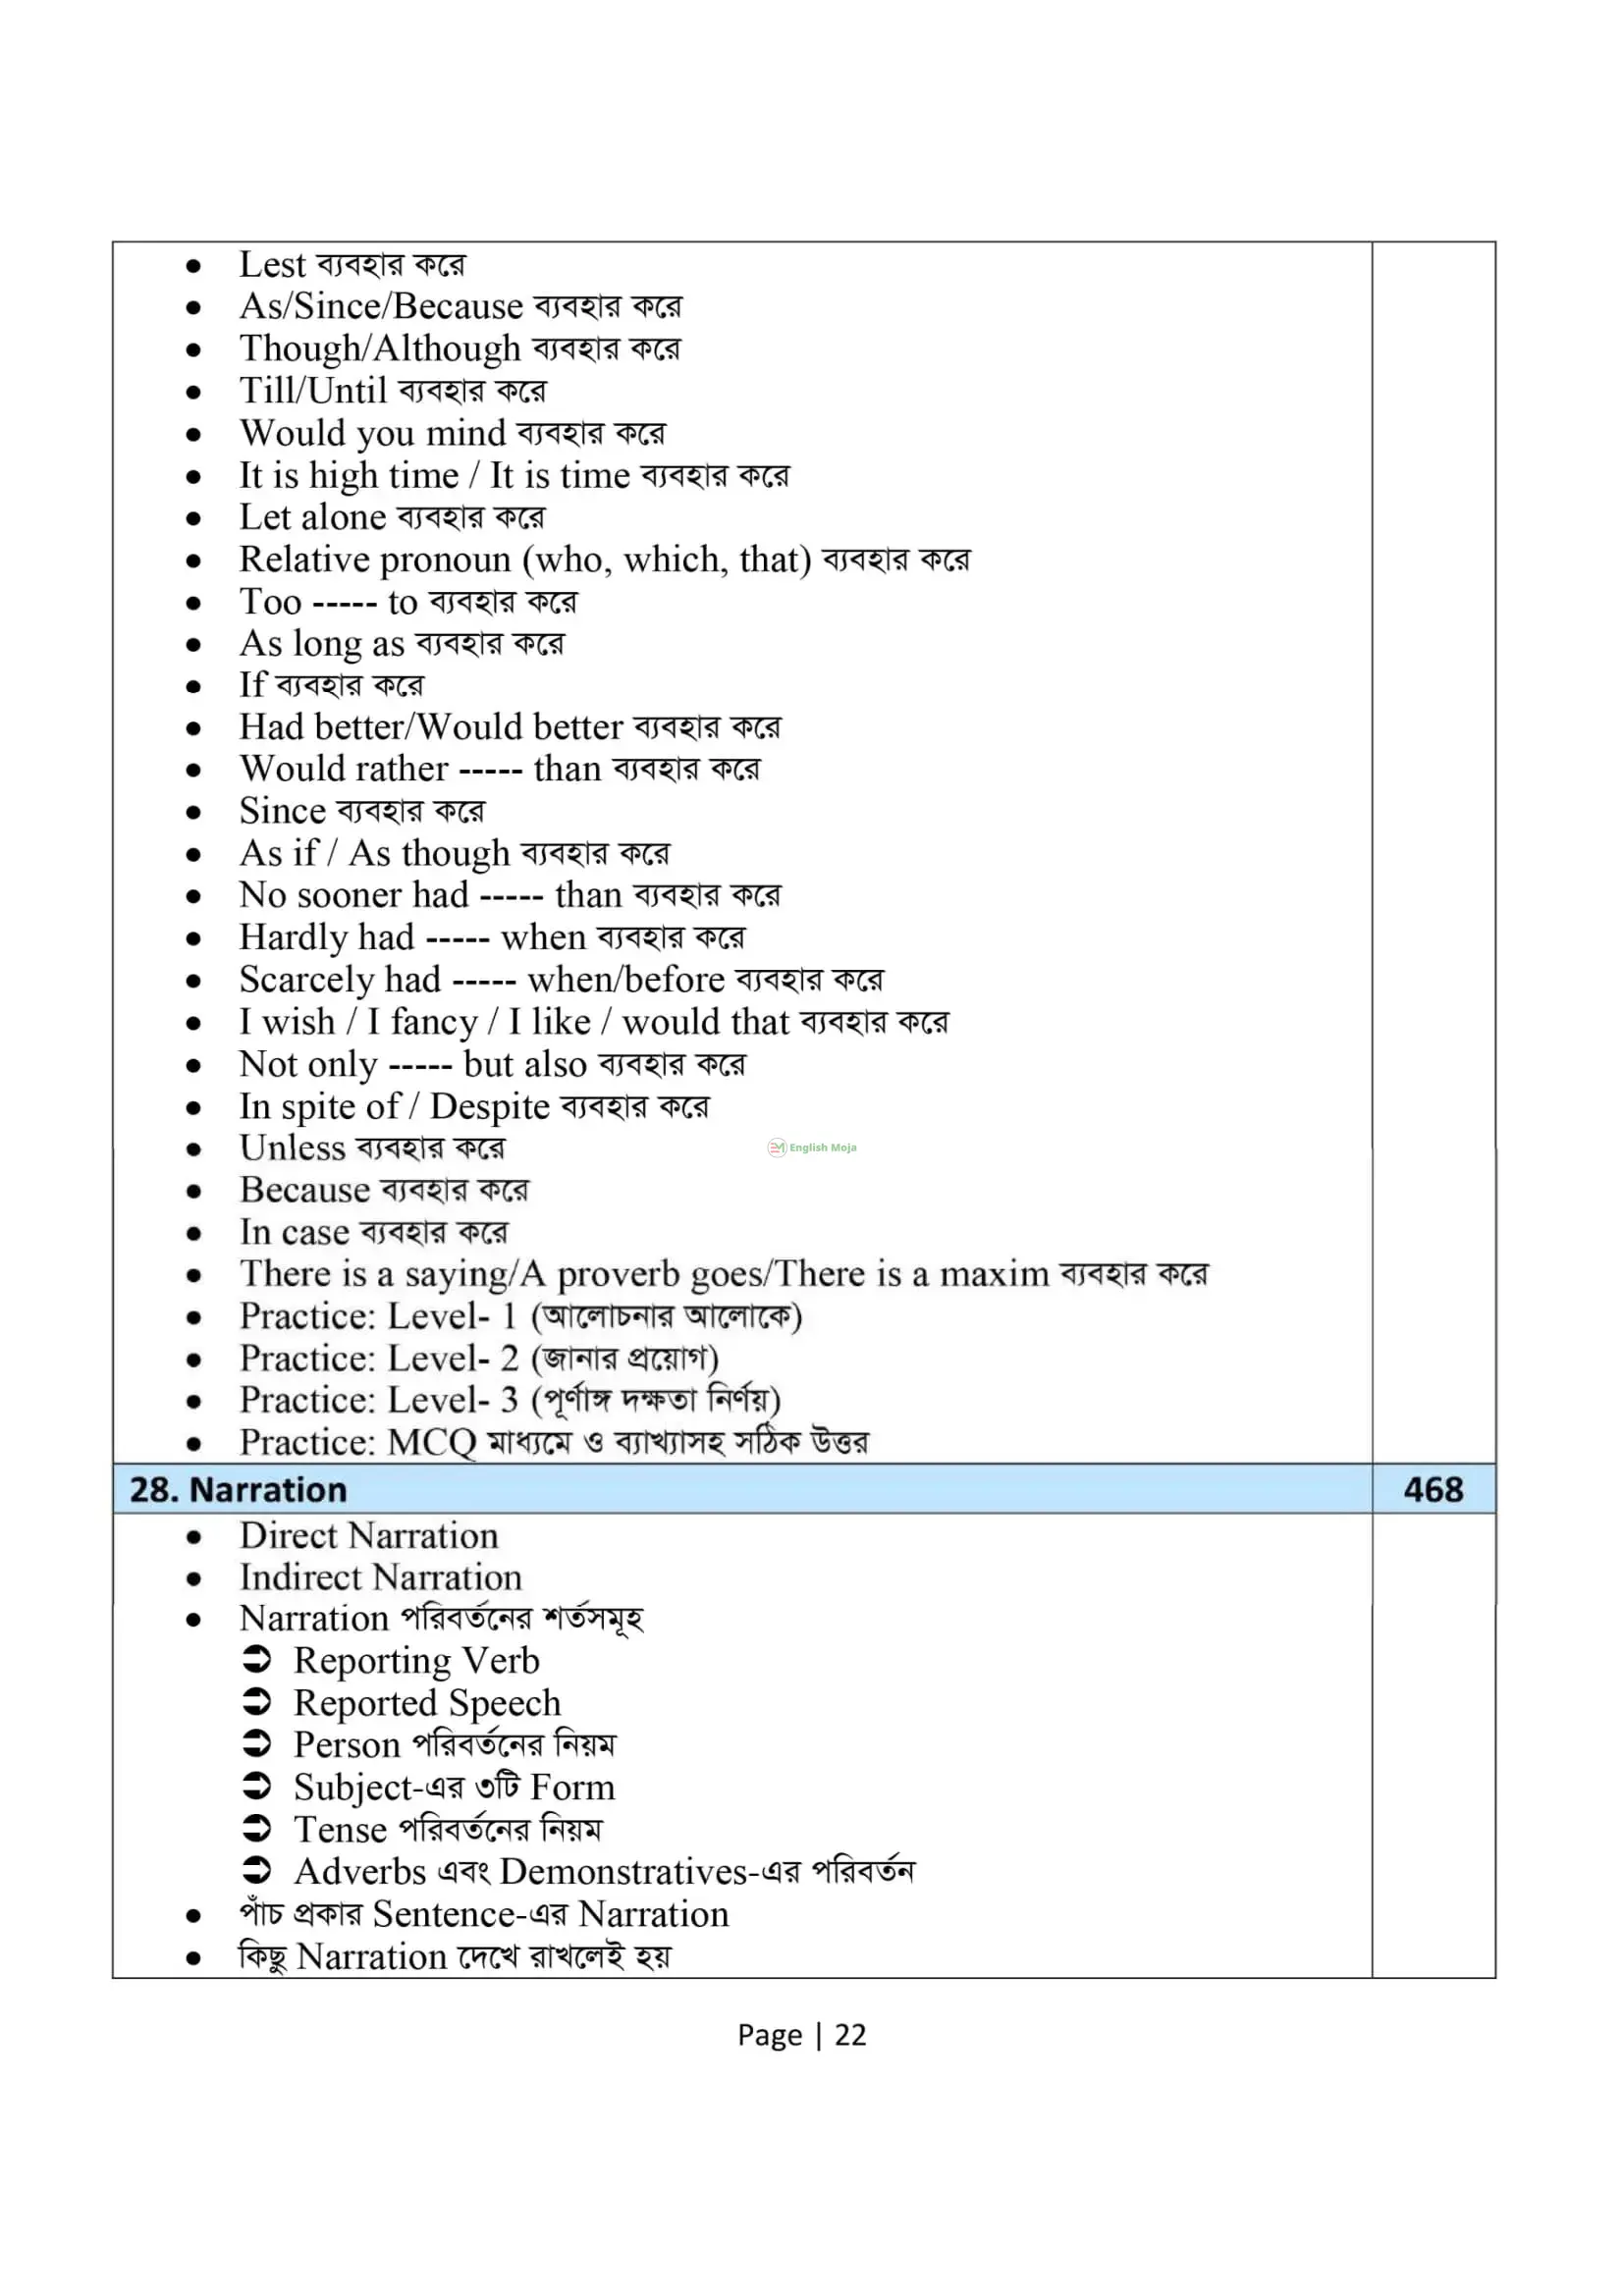 • Lest ব্যবহার করে
• As/Since/Because ব্যবহার করে
• Though/Although ব্যবহার করে
• Till/Until ব্যবহার করে
• Would you mind ব্যবহার করে
• It is high time / It is time ব্যবহার করে
• Let alone ব্যবহার করে
• Relative pronoun (who, which, that) ব্যবহার করে
• Too ----- to ব্যবহার করে
• As long as ব্যবহার করে
• If ব্যবহার করে
• Had better/Would better ব্যবহার করে
• Would rather ----- than ব্যবহার করে
• Since ব্যবহার করে
• As if / As though ব্যবহার করে
• No sooner had ----- than ব্যবহার করে
• Hardly had ----- when ব্যবহার করে
• Scarcely had ----- when/before ব্যবহার করে
• I wish / I fancy / I like / would that ব্যবহার করে
• Not only ----- but also ব্যবহার করে
• In spite of / Despite ব্যবহার করে
• Unless ব্যবহার করে
English Moja
• Because ব্যবহার করে
• In case ব্যবহার করে
• There is a saying/A proverb goes/There is a maxim ব্যবহার করে
• Practice: Level- 1 (আলোচনার আলোকে)
• Practice: Level- 2 (জানার প্রয়োগ)
• Practice: Level- 3 (পূর্ণাঙ্গ দক্ষতা নির্ণয়)
• Practice: MCQ মাধ্যমে ও ব্যাখ্যাসহ সঠিক উত্তর
28. Narration 468
• Direct Narration
• Indirect Narration
• Narration পরিবর্তনের শর্তসমূহ
➲ Reporting Verb
➲ Reported Speech
➲ Person পরিবর্তনের নিয়ম
➲ Subject-এর ৩টি Form
➲ Tense পরিবর্তনের নিয়ম
➲ Adverbs এবং Demonstratives-এর পরিবর্তন
• পাঁচ প্রকার Sentence-এর Narration
• কিছু Narration দেখে রাখলেই হয়
Page | 22